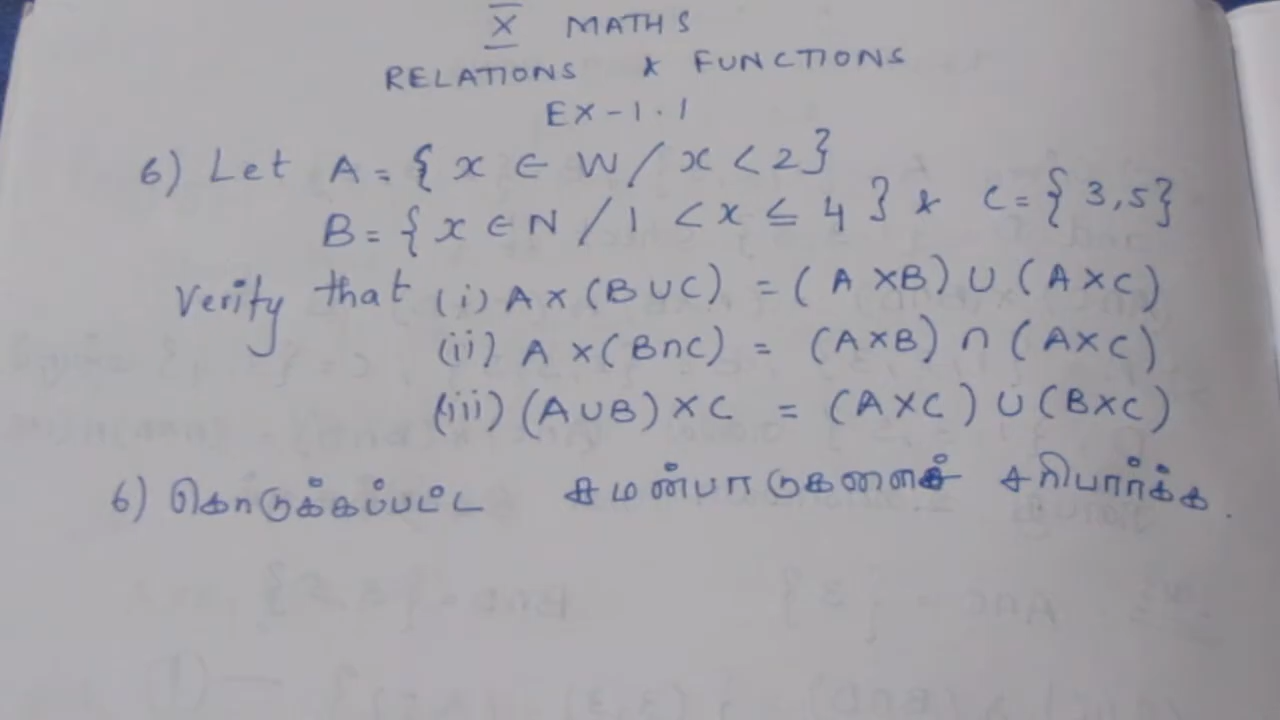 X MATHS
RELATIONS & FUNCTIONS
EX-1.1
6) Let A = { x ∈ W / x < 2}
B = { x ∈ N / 1 < x ≤ 4 } & C = { 3,5}
Verify that (i) A × (B ∪ C) = ( A × B) ∪ (A × C)
(ii) A × (B ∩ C) = (A × B) ∩ (A × C)
(iii) (A ∪ B) × C = (A × C) ∪ (B × C)
6) கொடுக்கப்பட்ட சமன்பாடுகளைச் சரிபார்க்க.